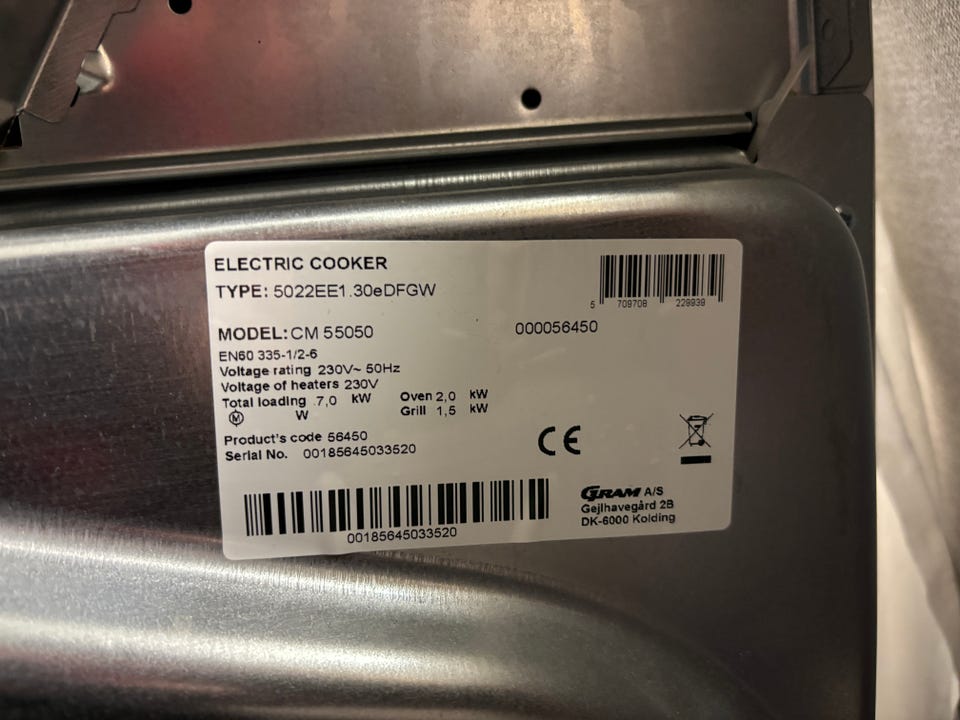 ELECTRIC COOKER
TYPE: 5022EE1.30eDFGW
5 709708 229939
MODEL: CM 55050
000056450
EN60 335-1/2-6
Voltage rating 230V~ 50Hz
Voltage of heaters 230V
Total loading 7,0 kW
Oven 2,0 kW
M W
Grill 1,5 kW
Product's code 56450
Serial No. 00185645033520
CE
00185645033520
GRAM A/S
Gejlhavegård 2B
DK-6000 Kolding